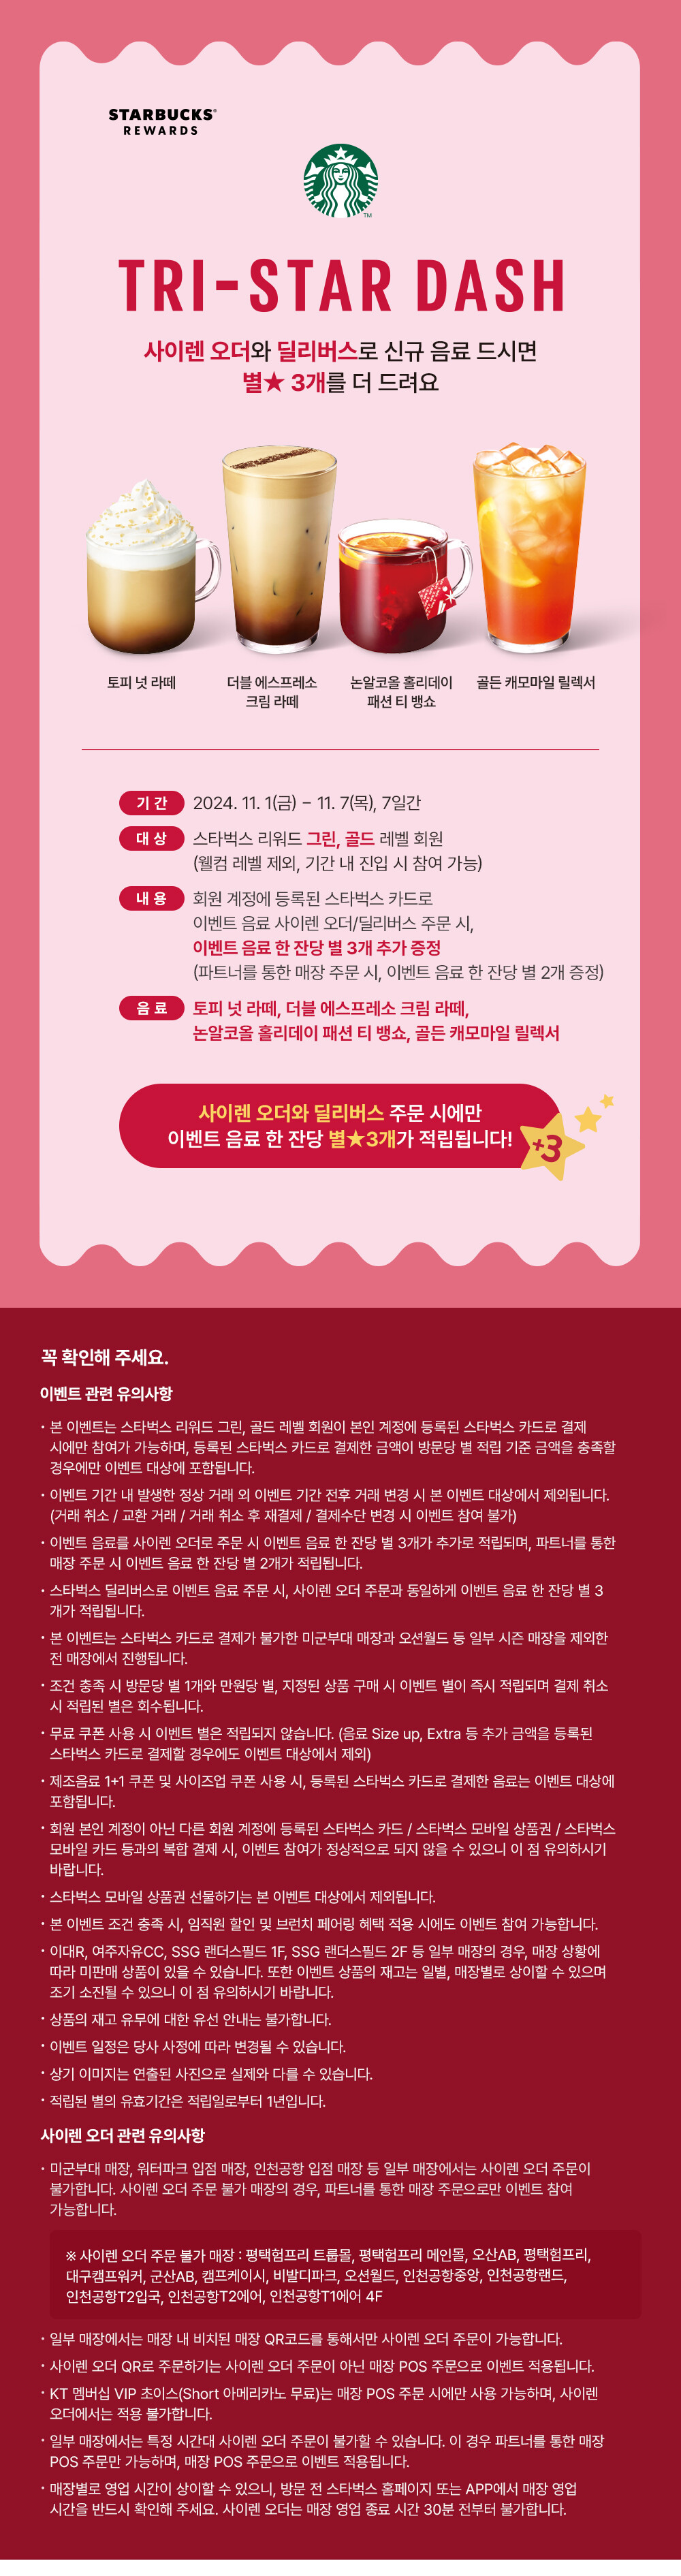 STARBUCKS®
REWARDS
TM
TRI-STAR DASH
사이렌 오더와 딜리버스로 신규 음료 드시면
별★ 3개를 더 드려요
토피 넛 라떼
더블 에스프레소
크림 라떼
논알코올 홀리데이
패션 티 뱅쇼
골든 캐모마일 릴렉서
기 간 2024. 11. 1(금) – 11. 7(목), 7일간
대 상 스타벅스 리워드 그린, 골드 레벨 회원
(웰컴 레벨 제외, 기간 내 진입 시 참여 가능)
내 용 회원 계정에 등록된 스타벅스 카드로
이벤트 음료 사이렌 오더/딜리버스 주문 시,
이벤트 음료 한 잔당 별 3개 추가 증정
(파트너를 통한 매장 주문 시, 이벤트 음료 한 잔당 별 2개 증정)
음 료 토피 넛 라떼, 더블 에스프레소 크림 라떼,
논알코올 홀리데이 패션 티 뱅쇼, 골든 캐모마일 릴렉서
사이렌 오더와 딜리버스 주문 시에만
이벤트 음료 한 잔당 별★3개가 적립됩니다!
+3
꼭 확인해 주세요.
이벤트 관련 유의사항
· 본 이벤트는 스타벅스 리워드 그린, 골드 레벨 회원이 본인 계정에 등록된 스타벅스 카드로 결제
시에만 참여가 가능하며, 등록된 스타벅스 카드로 결제한 금액이 방문당 별 적립 기준 금액을 충족할
경우에만 이벤트 대상에 포함됩니다.
· 이벤트 기간 내 발생한 정상 거래 외 이벤트 기간 전후 거래 변경 시 본 이벤트 대상에서 제외됩니다.
(거래 취소 / 교환 거래 / 거래 취소 후 재결제 / 결제수단 변경 시 이벤트 참여 불가)
· 이벤트 음료를 사이렌 오더로 주문 시 이벤트 음료 한 잔당 별 3개가 추가로 적립되며, 파트너를 통한
매장 주문 시 이벤트 음료 한 잔당 별 2개가 적립됩니다.
· 스타벅스 딜리버스로 이벤트 음료 주문 시, 사이렌 오더 주문과 동일하게 이벤트 음료 한 잔당 별 3
개가 적립됩니다.
· 본 이벤트는 스타벅스 카드로 결제가 불가한 미군부대 매장과 오션월드 등 일부 시즌 매장을 제외한
전 매장에서 진행됩니다.
· 조건 충족 시 방문당 별 1개와 만원당 별, 지정된 상품 구매 시 이벤트 별이 즉시 적립되며 결제 취소
시 적립된 별은 회수됩니다.
· 무료 쿠폰 사용 시 이벤트 별은 적립되지 않습니다. (음료 Size up, Extra 등 추가 금액을 등록된
스타벅스 카드로 결제할 경우에도 이벤트 대상에서 제외)
· 제조음료 1+1 쿠폰 및 사이즈업 쿠폰 사용 시, 등록된 스타벅스 카드로 결제한 음료는 이벤트 대상에
포함됩니다.
· 회원 본인 계정이 아닌 다른 회원 계정에 등록된 스타벅스 카드 / 스타벅스 모바일 상품권 / 스타벅스
모바일 카드 등과의 복합 결제 시, 이벤트 참여가 정상적으로 되지 않을 수 있으니 이 점 유의하시기
바랍니다.
· 스타벅스 모바일 상품권 선물하기는 본 이벤트 대상에서 제외됩니다.
· 본 이벤트 조건 충족 시, 임직원 할인 및 브런치 페어링 혜택 적용 시에도 이벤트 참여 가능합니다.
· 이대R, 여주자유CC, SSG 랜더스필드 1F, SSG 랜더스필드 2F 등 일부 매장의 경우, 매장 상황에
따라 미판매 상품이 있을 수 있습니다. 또한 이벤트 상품의 재고는 일별, 매장별로 상이할 수 있으며
조기 소진될 수 있으니 이 점 유의하시기 바랍니다.
· 상품의 재고 유무에 대한 유선 안내는 불가합니다.
· 이벤트 일정은 당사 사정에 따라 변경될 수 있습니다.
· 상기 이미지는 연출된 사진으로 실제와 다를 수 있습니다.
· 적립된 별의 유효기간은 적립일로부터 1년입니다.
사이렌 오더 관련 유의사항
· 미군부대 매장, 워터파크 입점 매장, 인천공항 입점 매장 등 일부 매장에서는 사이렌 오더 주문이
불가합니다. 사이렌 오더 주문 불가 매장의 경우, 파트너를 통한 매장 주문으로만 이벤트 참여
가능합니다.
※ 사이렌 오더 주문 불가 매장 : 평택험프리 트룹몰, 평택험프리 메인몰, 오산AB, 평택험프리,
대구캠프워커, 군산AB, 캠프케이시, 비발디파크, 오션월드, 인천공항중앙, 인천공항랜드,
인천공항T2입국, 인천공항T2에어, 인천공항T1에어 4F
· 일부 매장에서는 매장 내 비치된 매장 QR코드를 통해서만 사이렌 오더 주문이 가능합니다.
· 사이렌 오더 QR로 주문하기는 사이렌 오더 주문이 아닌 매장 POS 주문으로 이벤트 적용됩니다.
· KT 멤버십 VIP 초이스(Short 아메리카노 무료)는 매장 POS 주문 시에만 사용 가능하며, 사이렌
오더에서는 적용 불가합니다.
· 일부 매장에서는 특정 시간대 사이렌 오더 주문이 불가할 수 있습니다. 이 경우 파트너를 통한 매장
POS 주문만 가능하며, 매장 POS 주문으로 이벤트 적용됩니다.
· 매장별로 영업 시간이 상이할 수 있으니, 방문 전 스타벅스 홈페이지 또는 APP에서 매장 영업
시간을 반드시 확인해 주세요. 사이렌 오더는 매장 영업 종료 시간 30분 전부터 불가합니다.